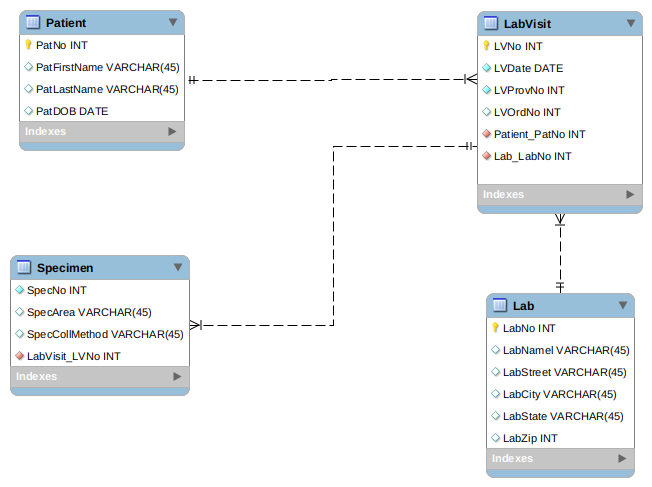 Patient
PatNo INT
PatFirstName VARCHAR(45)
PatLastName VARCHAR(45)
PatDOB DATE
Indexes
LabVisit
LVNo INT
LVDate DATE
LVProvNo INT
LVOrdNo INT
Patient_PatNo INT
Lab_LabNo INT
Indexes
Specimen
SpecNo INT
SpecArea VARCHAR(45)
SpecCollMethod VARCHAR(45)
LabVisit_LVNo INT
Indexes
Lab
LabNo INT
LabNamel VARCHAR(45)
LabStreet VARCHAR(45)
LabCity VARCHAR(45)
LabState VARCHAR(45)
LabZip INT
Indexes